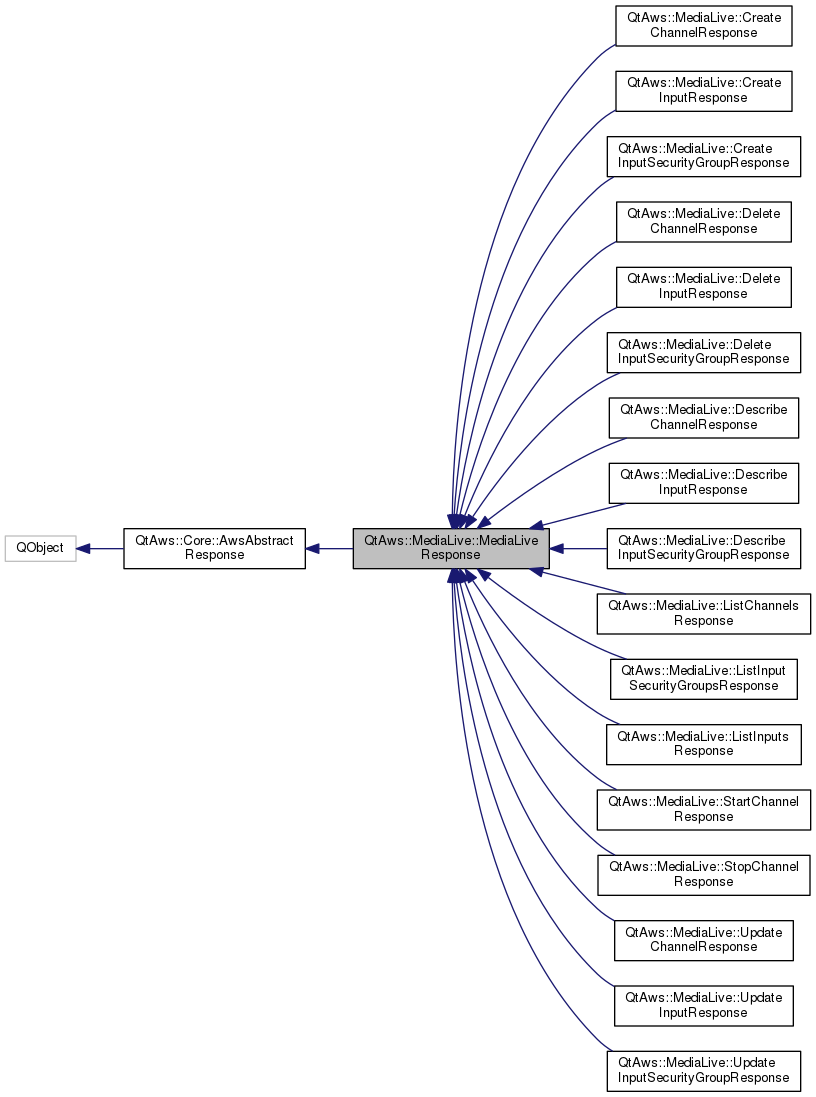 QObject
QtAws::Core::AwsAbstract
Response
QtAws::MediaLive::MediaLive
Response
QtAws::MediaLive::Create
ChannelResponse
QtAws::MediaLive::Create
InputResponse
QtAws::MediaLive::Create
InputSecurityGroupResponse
QtAws::MediaLive::Delete
ChannelResponse
QtAws::MediaLive::Delete
InputResponse
QtAws::MediaLive::Delete
InputSecurityGroupResponse
QtAws::MediaLive::Describe
ChannelResponse
QtAws::MediaLive::Describe
InputResponse
QtAws::MediaLive::Describe
InputSecurityGroupResponse
QtAws::MediaLive::ListChannels
Response
QtAws::MediaLive::ListInput
SecurityGroupsResponse
QtAws::MediaLive::ListInputs
Response
QtAws::MediaLive::StartChannel
Response
QtAws::MediaLive::StopChannel
Response
QtAws::MediaLive::Update
ChannelResponse
QtAws::MediaLive::Update
InputResponse
QtAws::MediaLive::Update
InputSecurityGroupResponse